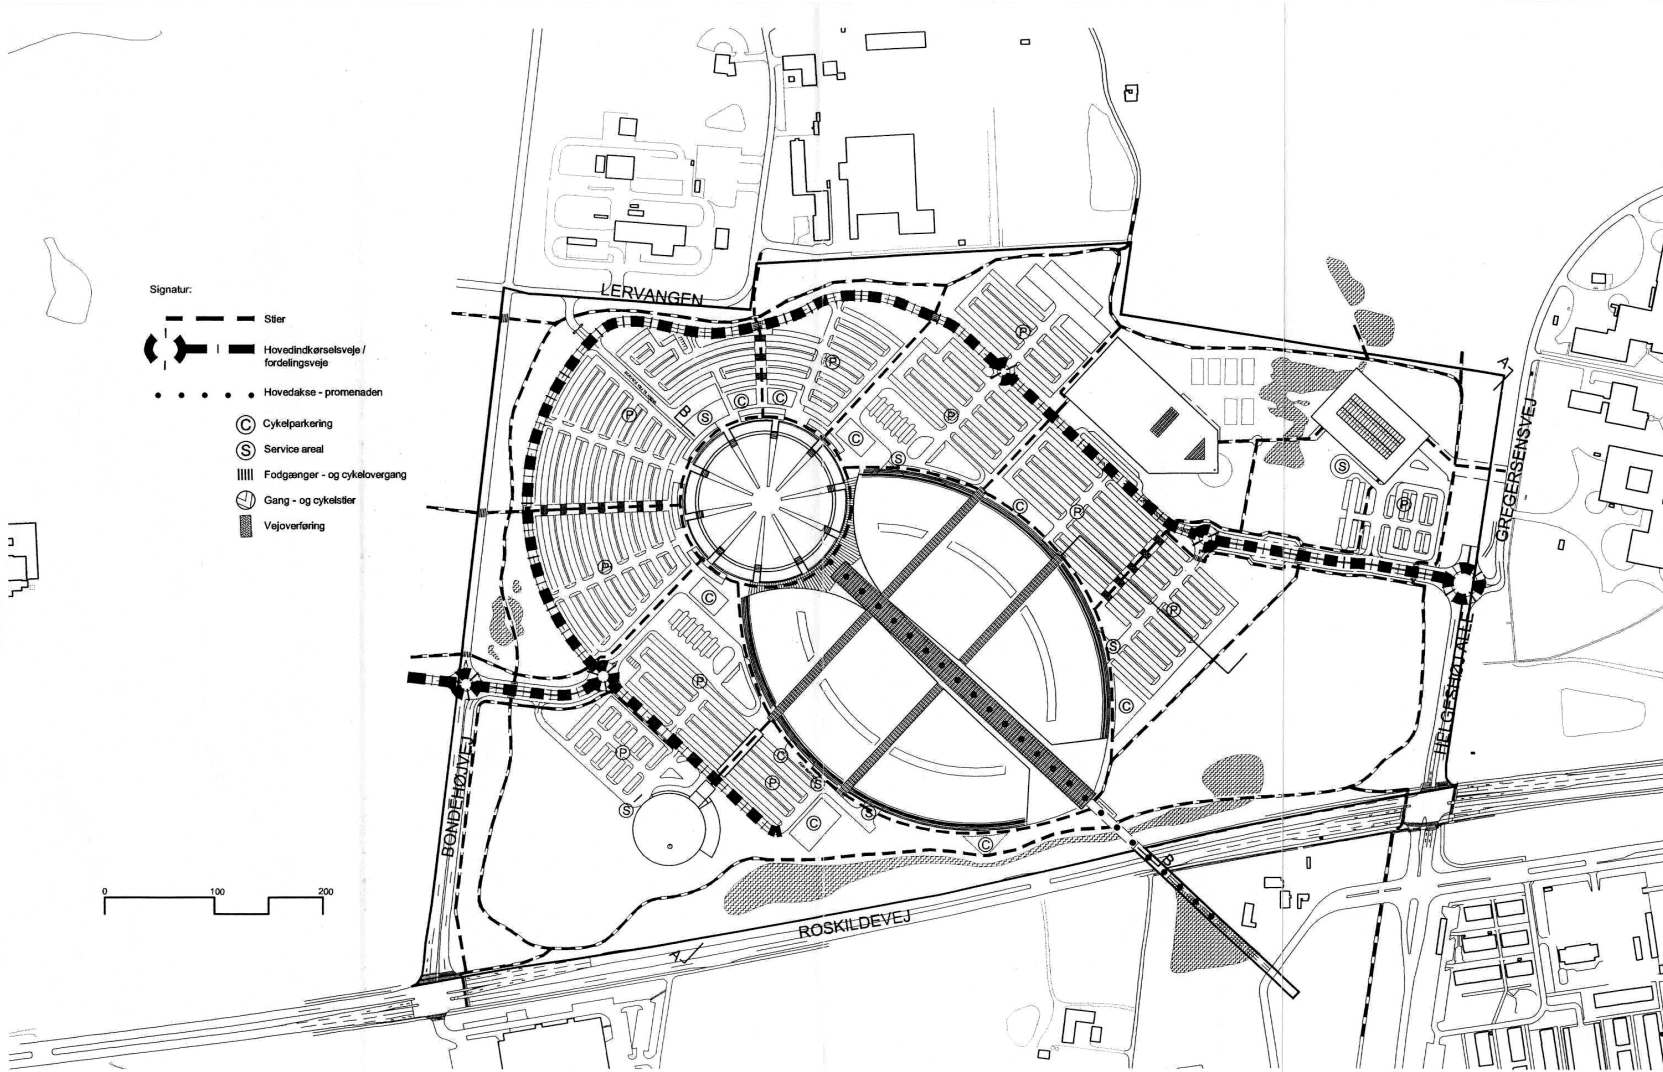 Signatur:
Stier
Hovedindkørselsveje /
fordelingsveje
Hovedakse - promenaden
C Cykelparkering
S Service areal
Fodgænger - og cykelovergang
Gang - og cykelstier
Vejoverføring
0 100 200
LERVANGEN
BONDEHØJVEJ
ROSKILDEVEJ
HELGESHØJ ALLE
GREGERSENSVEJ
A
A
B
B
P
P
P
P
P
P
P
P
P
P
P
P
S
S
S
S
S
S
S
C
C
C
C
C
C
C
C
C